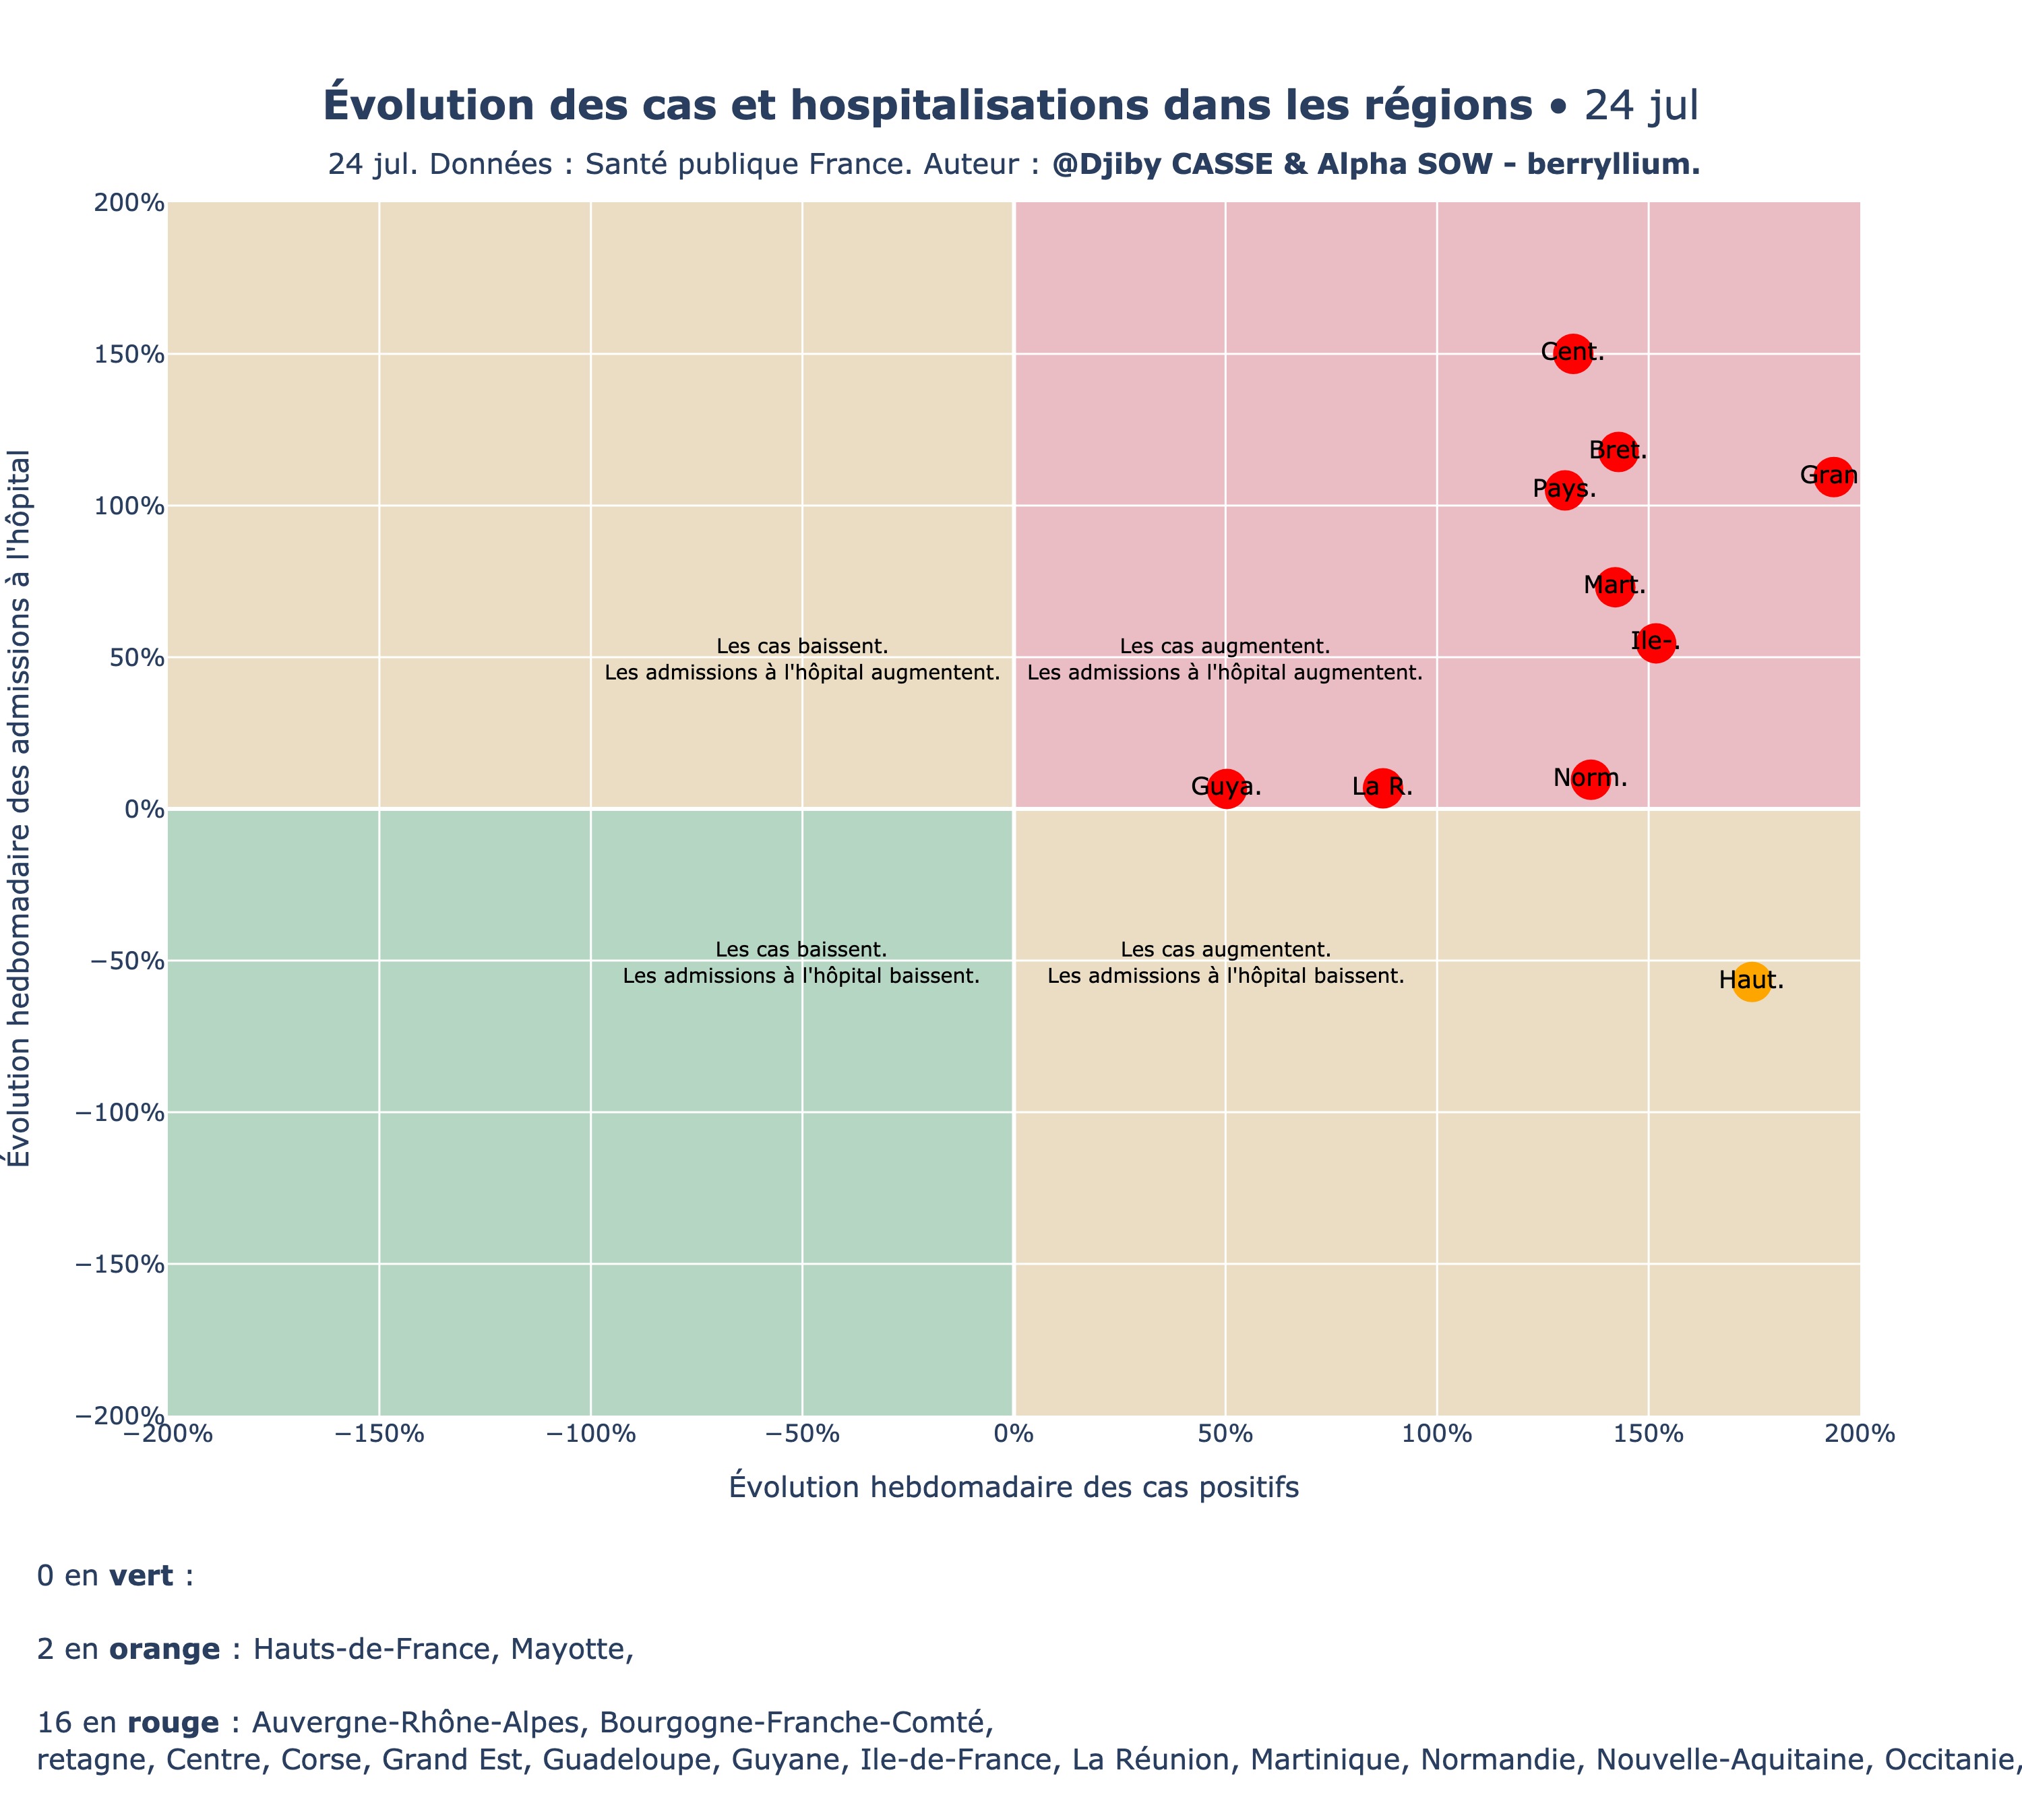 Évolution des cas et hospitalisations dans les régions • 24 jul
24 jul. Données : Santé publique France. Auteur : @Djiby CASSE & Alpha SOW - berryllium.
Évolution hedbomadaire des admissions à l'hôpital
200%
150%
100%
50%
0%
−50%
−100%
−150%
−200%
Cent.
Bret.
Gran
Pays.
Mart.
Ile-.
Les cas baissent.
Les admissions à l'hôpital augmentent.
Les cas augmentent.
Les admissions à l'hôpital augmentent.
Guya.
La R.
Norm.
Les cas baissent.
Les admissions à l'hôpital baissent.
Les cas augmentent.
Les admissions à l'hôpital baissent.
Haut.
−200%
−150%
−100%
−50%
0%
50%
100%
150%
200%
Évolution hebdomadaire des cas positifs
0 en vert :
2 en orange : Hauts-de-France, Mayotte,
16 en rouge : Auvergne-Rhône-Alpes, Bourgogne-Franche-Comté,
retagne, Centre, Corse, Grand Est, Guadeloupe, Guyane, Ile-de-France, La Réunion, Martinique, Normandie, Nouvelle-Aquitaine, Occitanie,